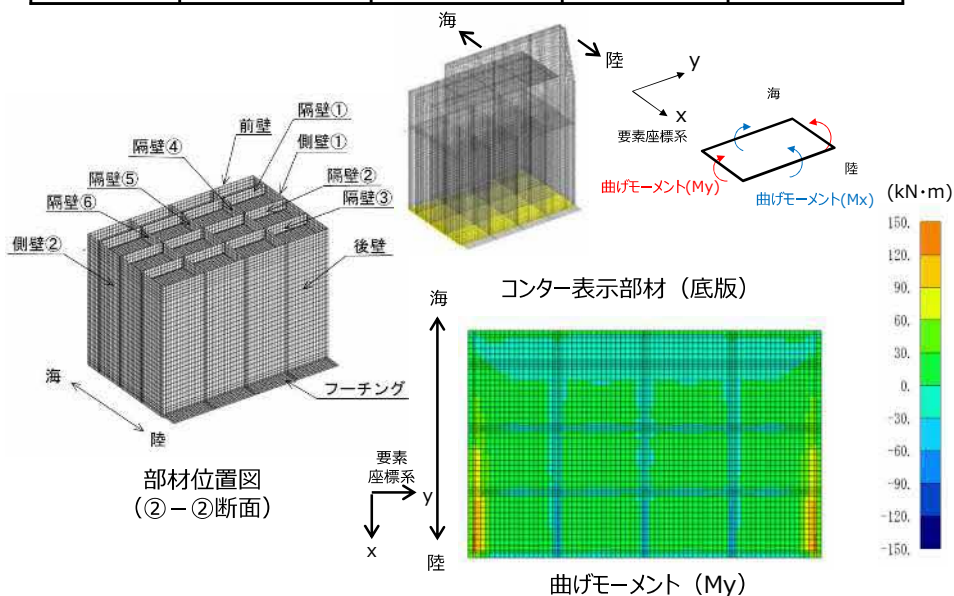 海
陸
y
x
要素座標系
海
陸
曲げモーメント(My)
曲げモーメント(Mx)
(kN・m)
150.
120.
90.
60.
30.
0.
-30.
-60.
-90.
-120.
-150.
前壁
隔壁①
隔壁④
側壁①
隔壁⑤
隔壁②
隔壁⑥
隔壁③
側壁②
後壁
海
陸
フーチング
部材位置図
(②-②断面)
コンター表示部材(底版)
海
陸
要素
座標系
y
x
曲げモーメント(My)